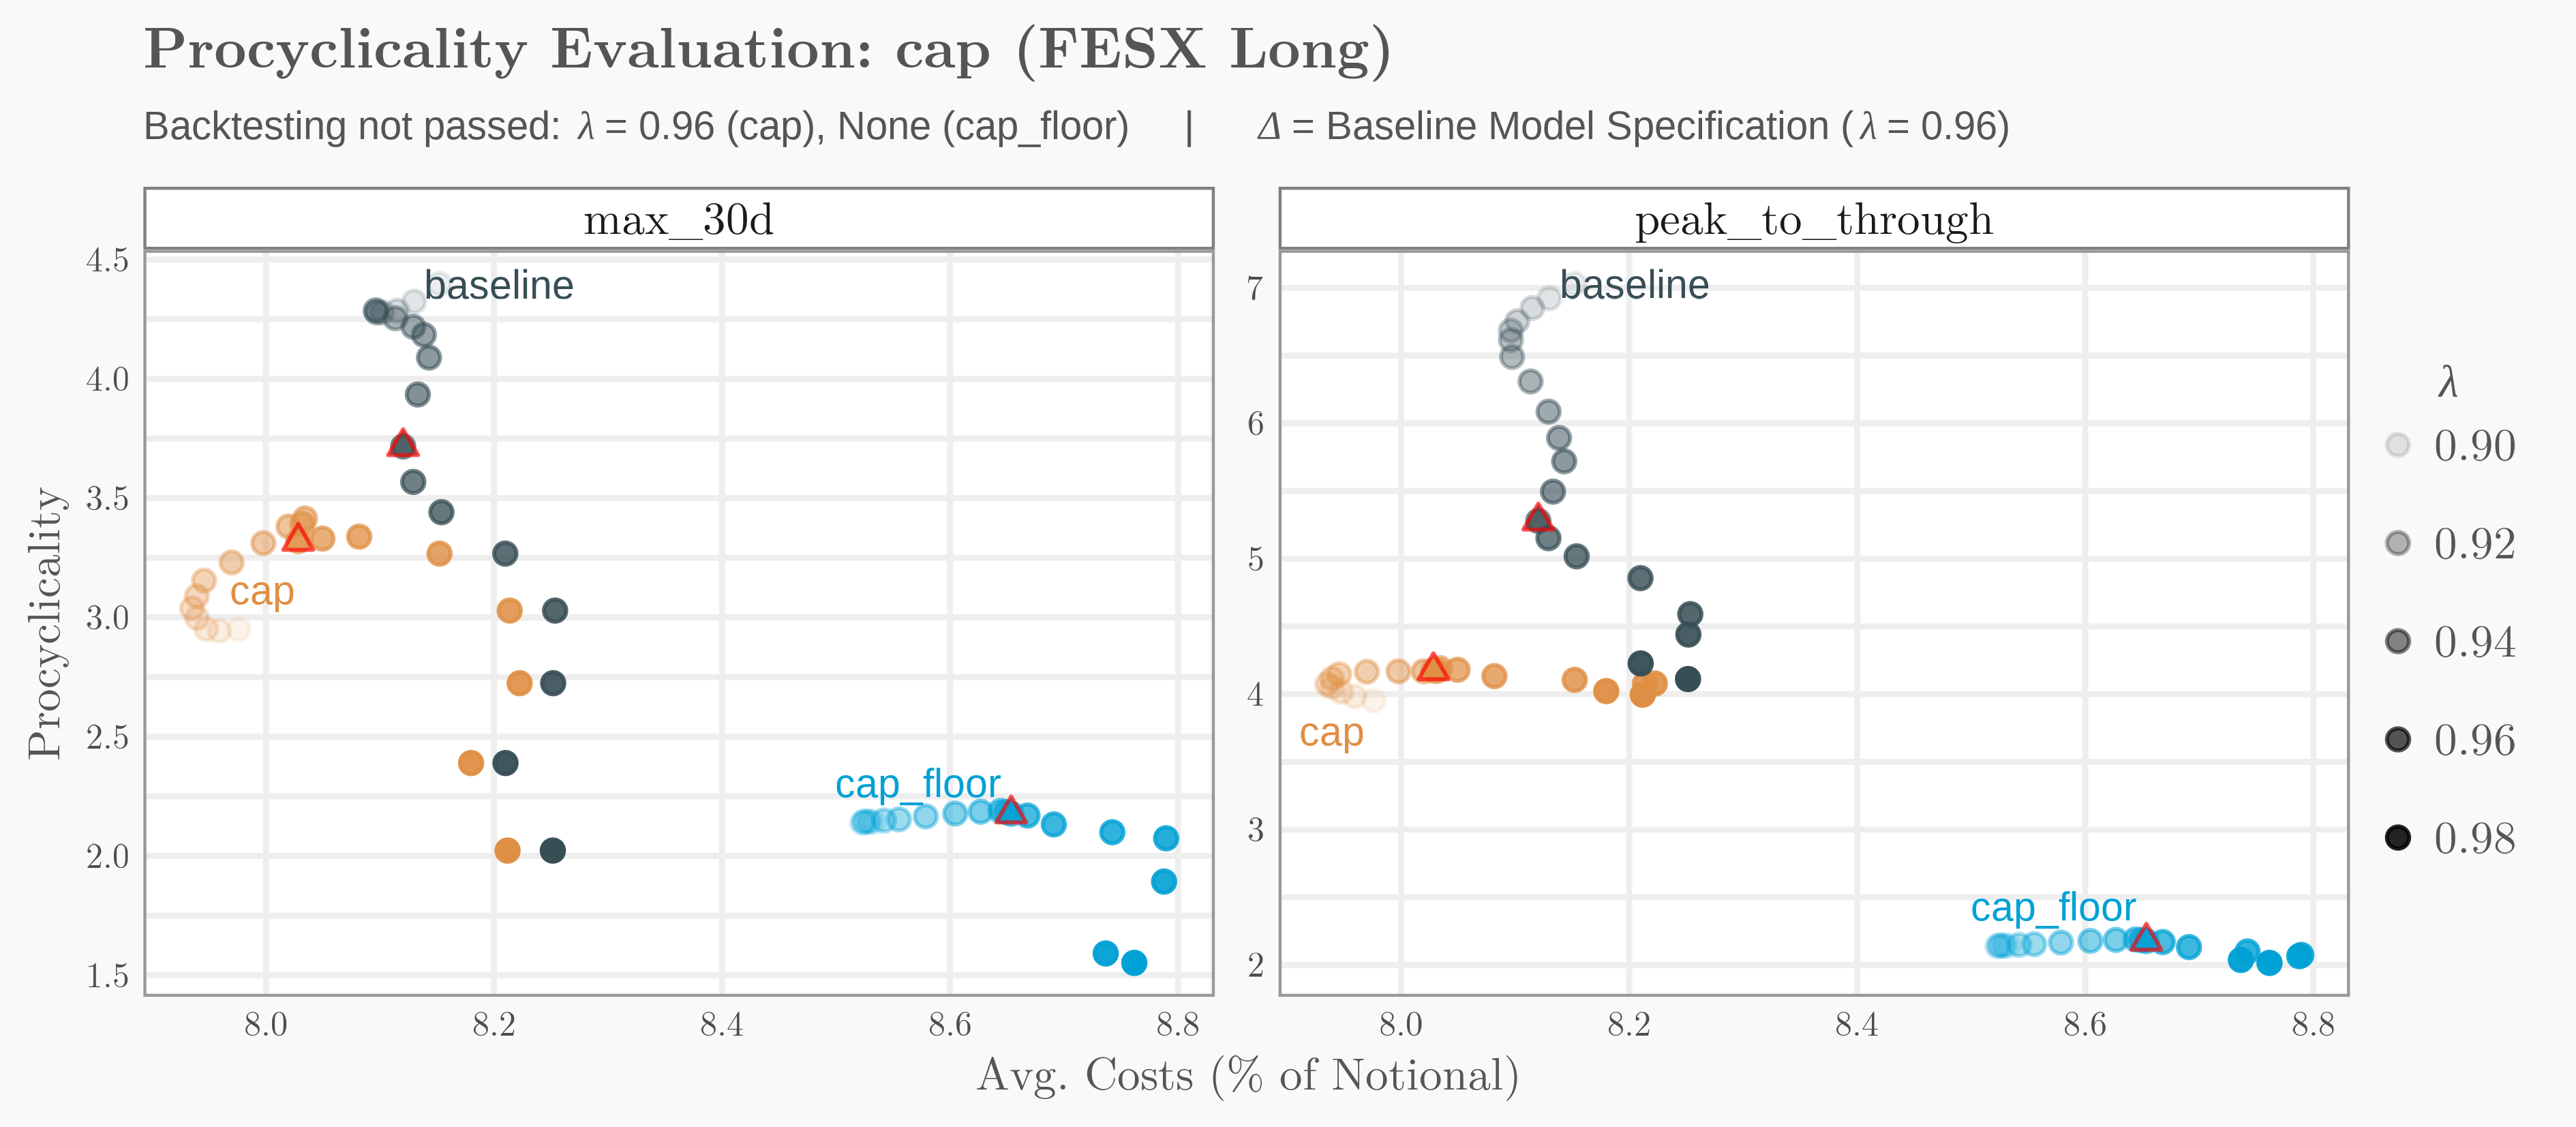 Procyclicality Evaluation: cap (FESX Long)
Backtesting not passed: λ = 0.96 (cap), None (cap_floor) | Δ = Baseline Model Specification (λ = 0.96)
max_30d
peak_to_through
Procyclicality
4.5
4.0
3.5
3.0
2.5
2.0
1.5
baseline
cap
cap_floor
8.0 8.2 8.4 8.6 8.8
7
6
5
4
3
2
baseline
cap
cap_floor
8.0 8.2 8.4 8.6 8.8
Avg. Costs (% of Notional)
λ
0.90
0.92
0.94
0.96
0.98